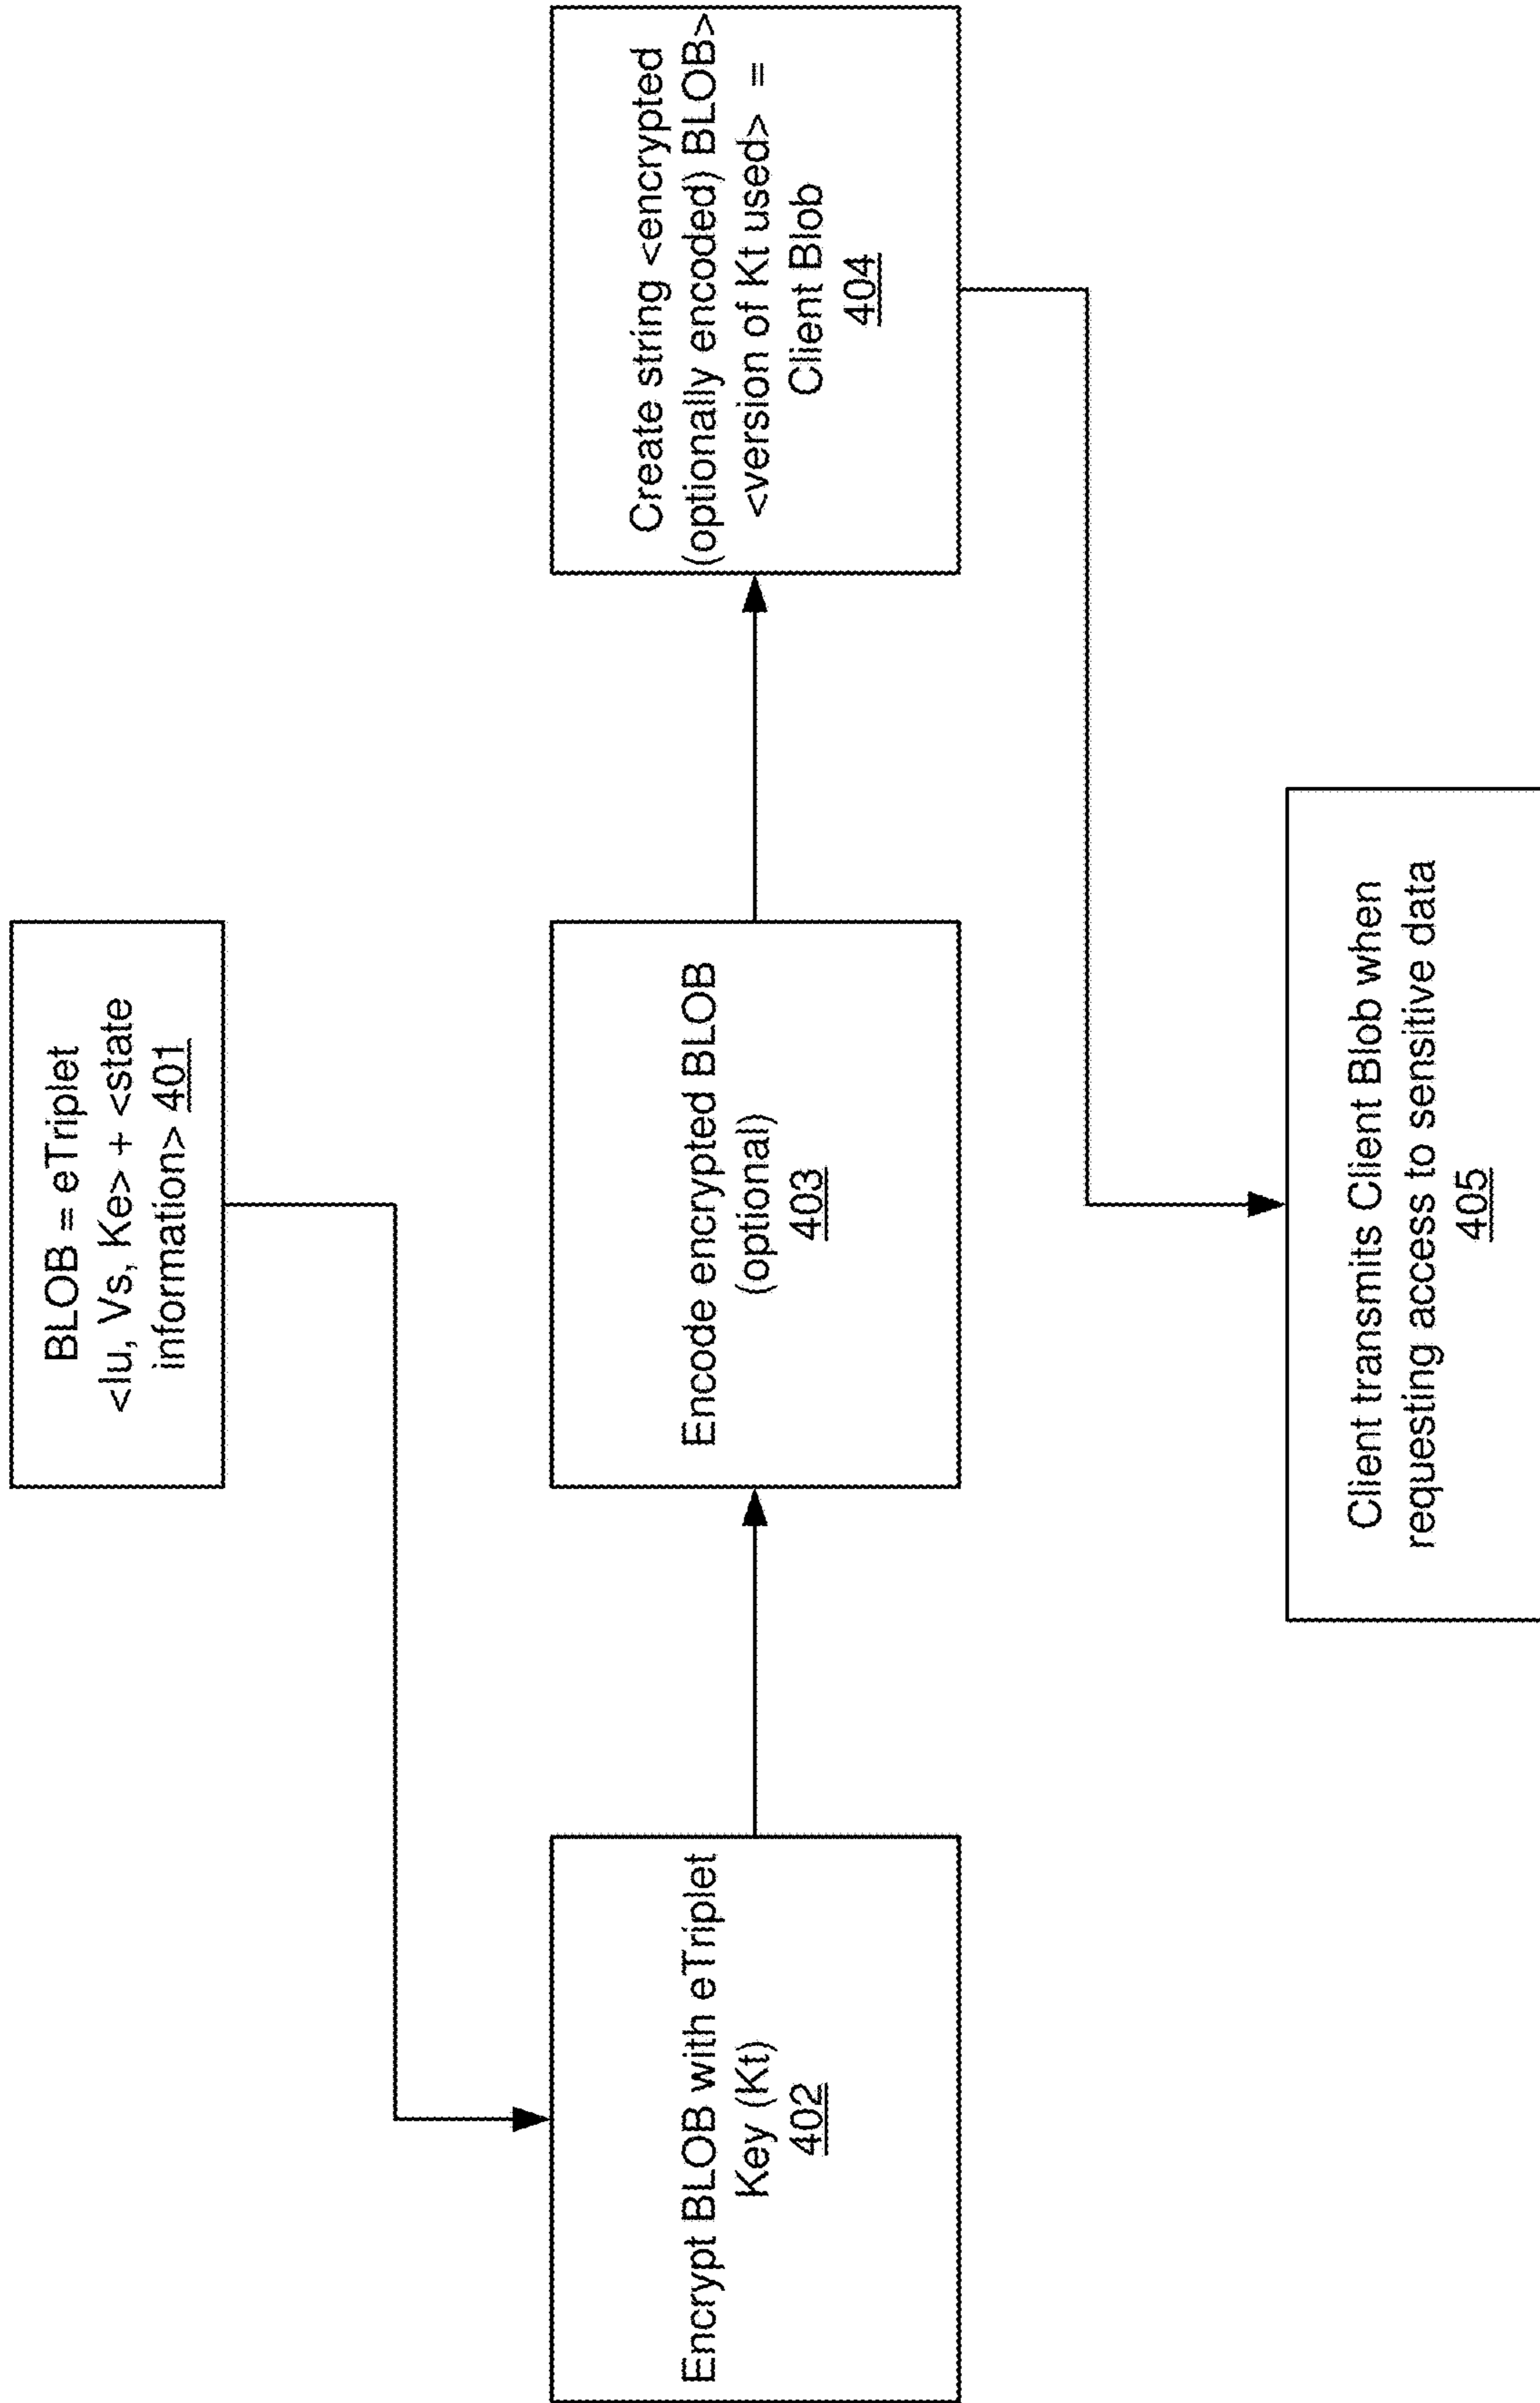 BLOB = eTriplet
<Iu, Vs, Ke> + <state
information> 401
Encrypt BLOB with eTriplet
Key (Kt)
402
Encode encrypted BLOB
(optional)
403
Create string <encrypted
(optionally encoded) BLOB>
<version of Kt used> =
Client Blob
404
Client transmits Client Blob when
requesting access to sensitive data
405